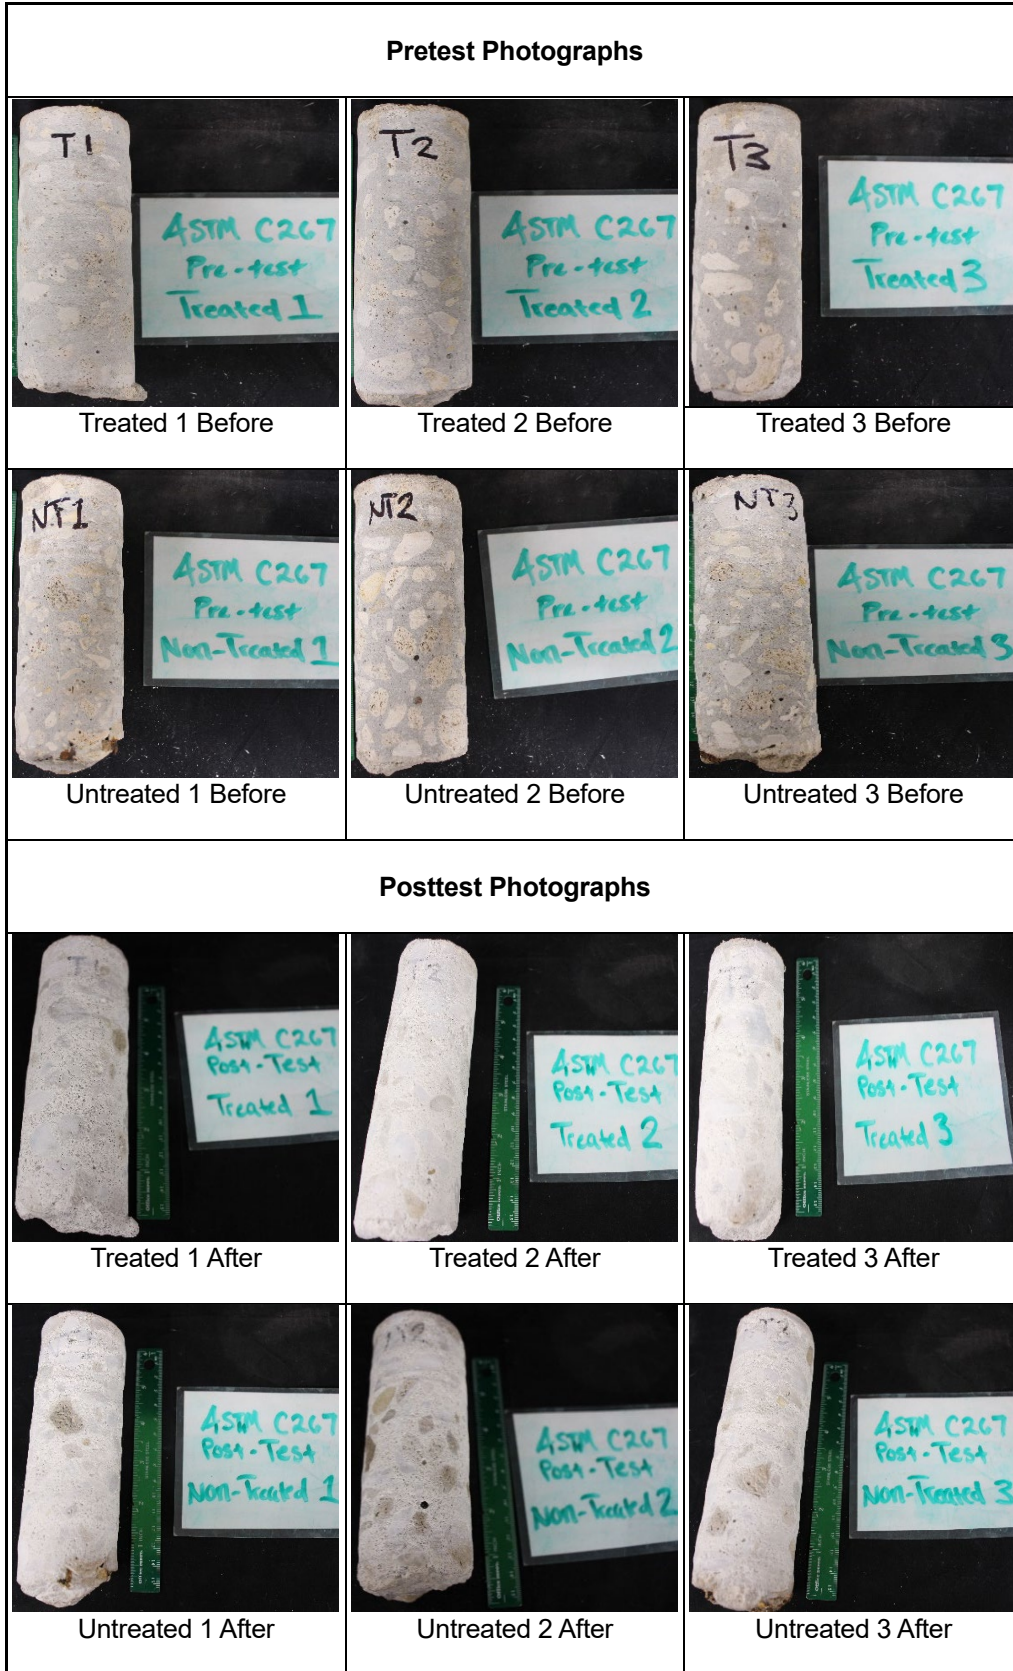 Pretest Photographs
T1
ASTM C267
Pre-test
Treated 1
T2
ASTM C267
Pre-test
Treated 2
T3
ASTM C267
Pre-test
Treated 3
Treated 1 Before
Treated 2 Before
Treated 3 Before
NT1
ASTM C267
Pre-test
Non-Treated 1
NT2
ASTM C267
Pre-test
Non-Treated 2
NT3
ASTM C267
Pre-test
Non-Treated 3
Untreated 1 Before
Untreated 2 Before
Untreated 3 Before
Posttest Photographs
T1
ASTM C267
Post-Test
Treated 1
T2
ASTM C267
Post-Test
Treated 2
ASTM C267
Post-Test
Treated 3
Treated 1 After
Treated 2 After
Treated 3 After
ASTM C267
Post-Test
Non-Treated 1
ASTM C267
Post-Test
Non-Treated 2
ASTM C267
Post-Test
Non-Treated 3
Untreated 1 After
Untreated 2 After
Untreated 3 After